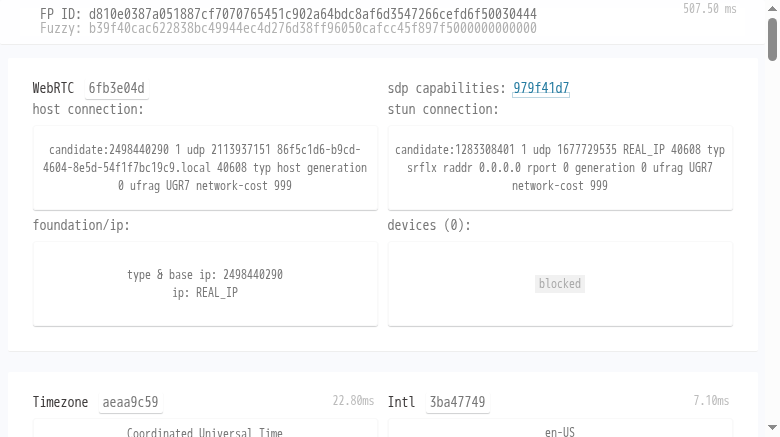 FP ID: d810e0387a051887cf7070765451c902a64bdc8af6d3547266cefd6f50030444
507.50 ms
Fuzzy: b39f40cac622838bc49944ec4d276d38ff96050cafcc45f897f5000000000000
WebRTC 6fb3e04d
host connection:
candidate:2498440290 1 udp 2113937151 86f5c1d6-b9cd-
4604-8e5d-54f1f7bc19c9.local 40608 typ host generation
0 ufrag UGR7 network-cost 999
foundation/ip:
type & base ip: 2498440290
ip: REAL_IP
sdp capabilities: 979f41d7
stun connection:
candidate:1283308401 1 udp 1677729535 REAL_IP 40608 typ
srflx raddr 0.0.0.0 rport 0 generation 0 ufrag UGR7
network-cost 999
devices (0):
blocked
Timezone aeaa9c59 22.80ms
Coordinated Universal Time
Intl 3ba47749 7.10ms
en-US